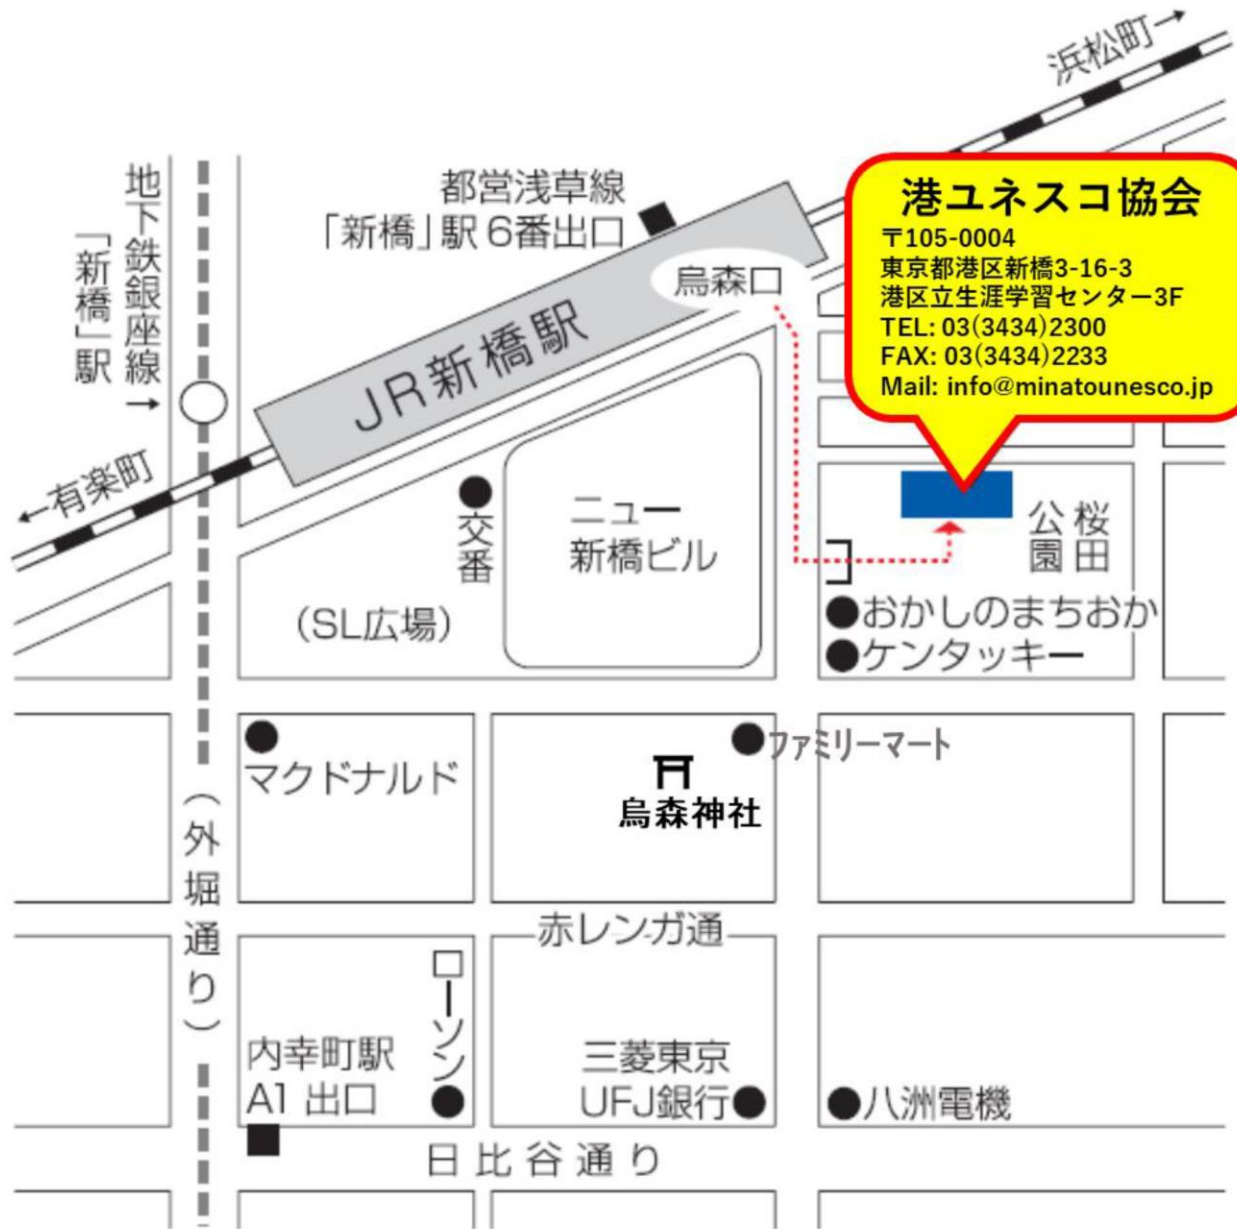 浜松町→
港ユネスコ協会
〒105-0004
東京都港区新橋3-16-3
港区立生涯学習センター3F
TEL: 03(3434)2300
FAX: 03(3434)2233
Mail: info@minatounesco.jp
都営浅草線
「新橋」駅 6番出口
烏森口
地下鉄銀座線→
「新橋」駅
JR新橋駅
←有楽町
交番
ニュー
新橋ビル
桜田
公園
(SL広場)
おかしのまちおか
ケンタッキー
マクドナルド
ファミリーマート
烏森神社
(外堀通り)
赤レンガ通
ローソン
内幸町駅
A1 出口
三菱東京
UFJ銀行
八洲電機
日比谷通り